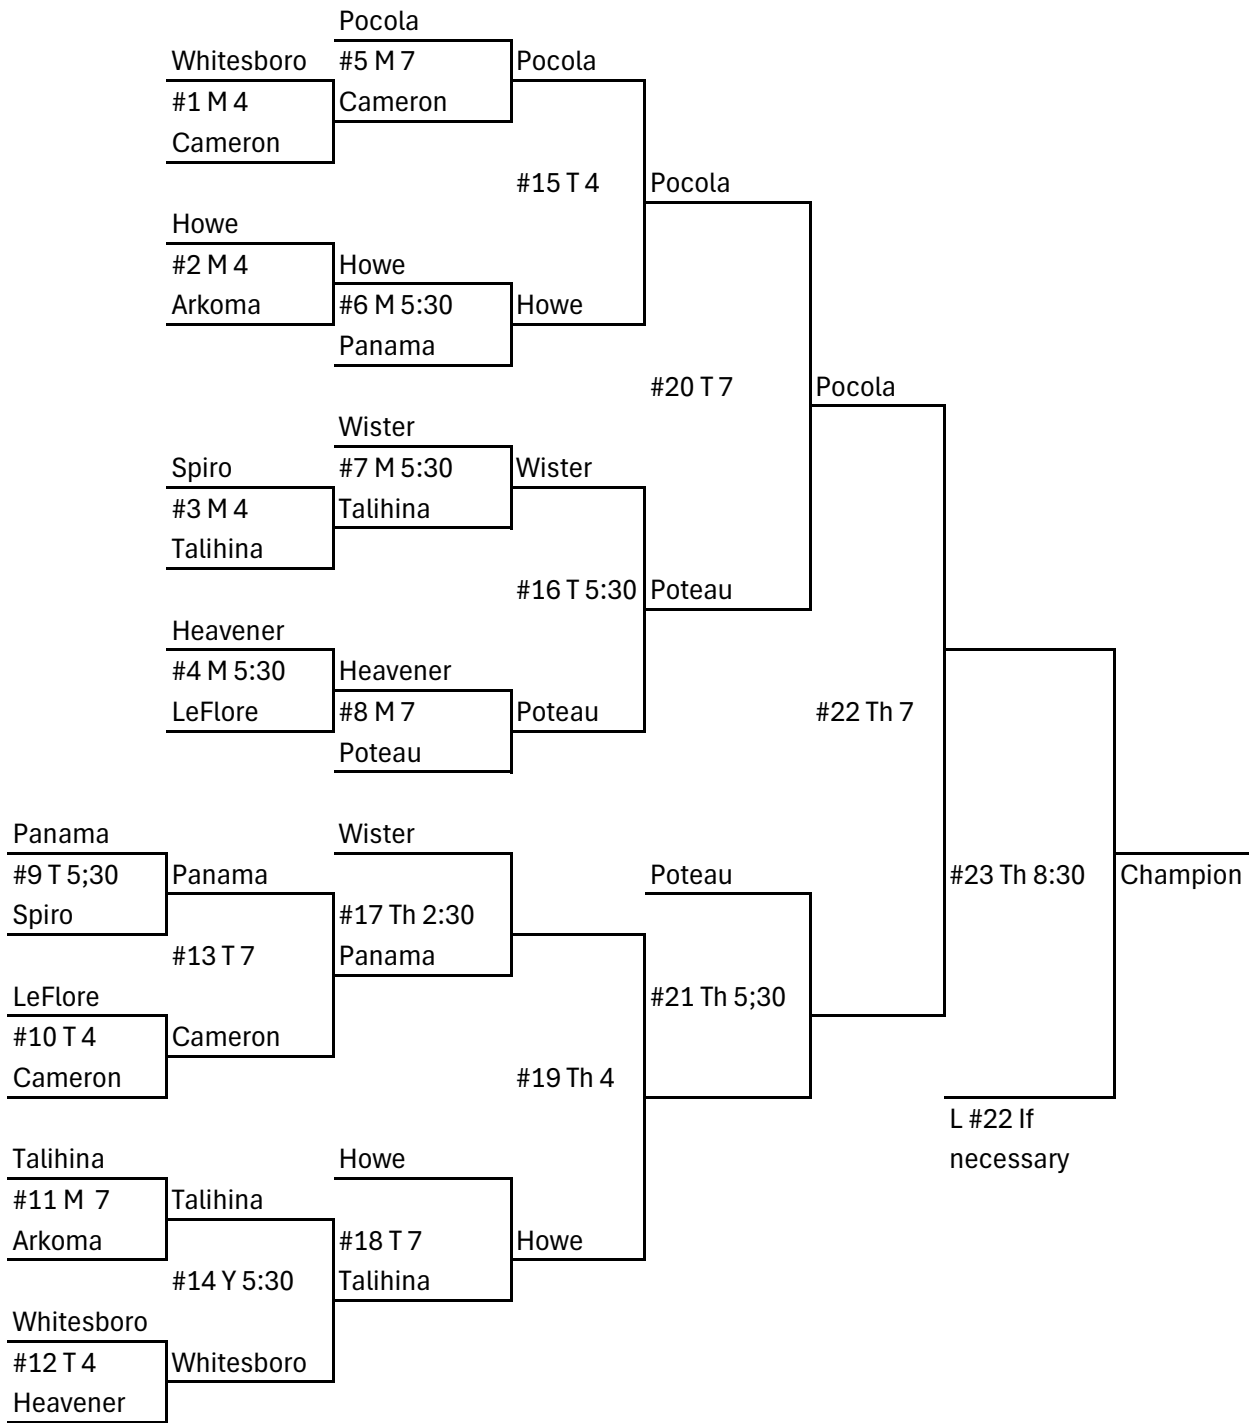 Pocola
Whitesboro
#5 M 7
Pocola
#1 M 4
Cameron
Cameron
#15 T 4
Pocola
Howe
#2 M 4
Howe
Arkoma
#6 M 5:30
Howe
Panama
#20 T 7
Pocola
Wister
Spiro
#7 M 5:30
Wister
#3 M 4
Talihina
Talihina
#16 T 5:30
Poteau
Heavener
#4 M 5:30
Heavener
LeFlore
#8 M 7
Poteau
#22 Th 7
Poteau
Panama
Wister
#9 T 5;30
Panama
Poteau
#23 Th 8:30
Champion
Spiro
#17 Th 2:30
#13 T 7
Panama
LeFlore
#21 Th 5;30
#10 T 4
Cameron
Cameron
#19 Th 4
L #22 If
necessary
Talihina
Howe
#11 M  7
Talihina
Arkoma
#18 T 7
Howe
#14 Y 5:30
Talihina
Whitesboro
#12 T 4
Whitesboro
Heavener